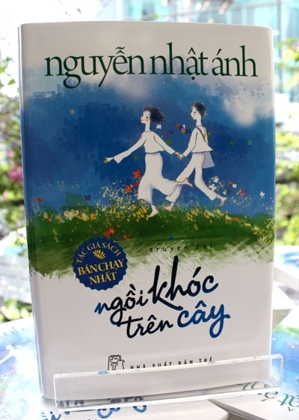 nguyễn nhật ánh
truyện dài
TÁC GIẢ SÁCH
BÁN CHẠY
NHẤT
ngồi khóc
trên cây
NHÀ XUẤT BẢN TRẺ